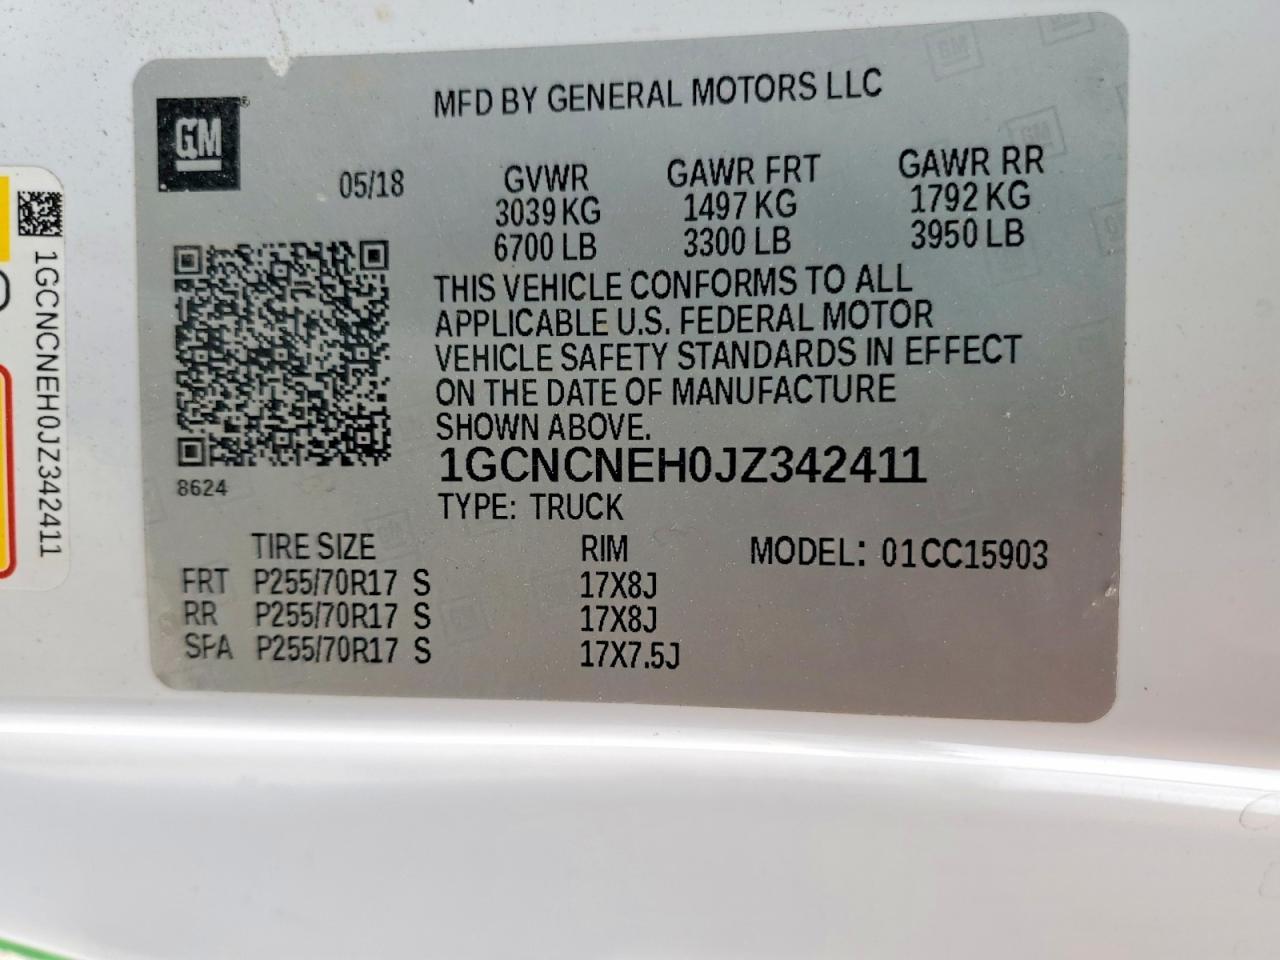 MFD BY GENERAL MOTORS LLC
GM
05/18
GVWR GAWR FRT GAWR RR
3039 KG 1497 KG 1792 KG
6700 LB 3300 LB 3950 LB
THIS VEHICLE CONFORMS TO ALL
APPLICABLE U.S. FEDERAL MOTOR
VEHICLE SAFETY STANDARDS IN EFFECT
ON THE DATE OF MANUFACTURE
SHOWN ABOVE.
1GCNCNEH0JZ342411
8624
TYPE: TRUCK
TIRE SIZE RIM MODEL: 01CC15903
FRT P255/70R17 S 17X8J
RR P255/70R17 S 17X8J
SPA P255/70R17 S 17X7.5J
1GCNCNEH0JZ342411